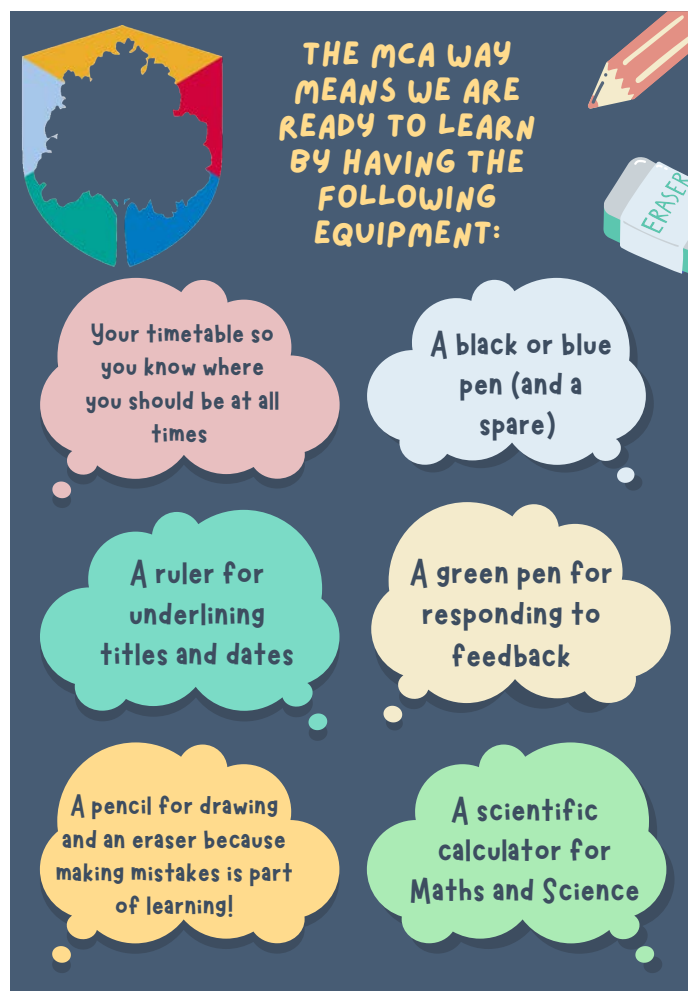 THE MCA WAY
MEANS WE ARE
READY TO LEARN
BY HAVING THE
FOLLOWING
EQUIPMENT:
ERASER
Your timetable so
you know where
you should be at all
times
A black or blue
pen (and a
spare)
A ruler for
underlining
titles and dates
A green pen for
responding to
feedback
A pencil for drawing
and an eraser because
making mistakes is part
of learning!
A scientific
calculator for
Maths and Science